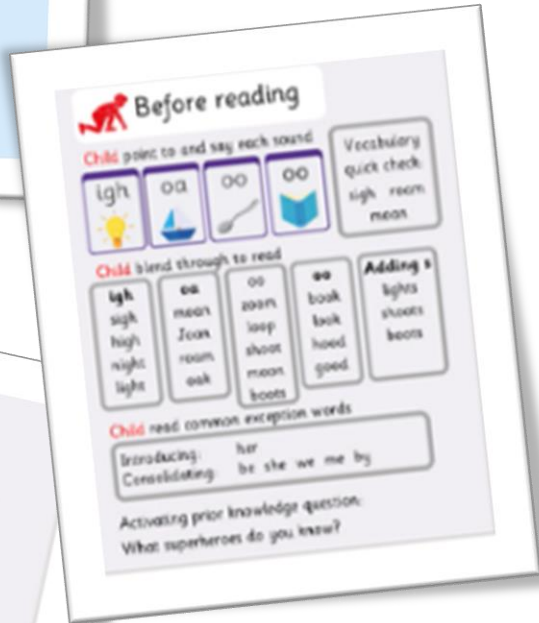 Before reading
Child point to and say each sound
igh oa oo oo
Vocabulary
quick check:
sigh roam
moan
Child blend through to read
igh
sigh
high
night
light
oa
moan
Joan
roam
oak
oo
zoom
loop
shoot
moon
boots
oo
book
look
hood
good
Adding s
lights
shoots
boots
Child read common exception words
Introducing: her
Consolidating: be she we me by
Activating prior knowledge question:
What superheroes do you know?